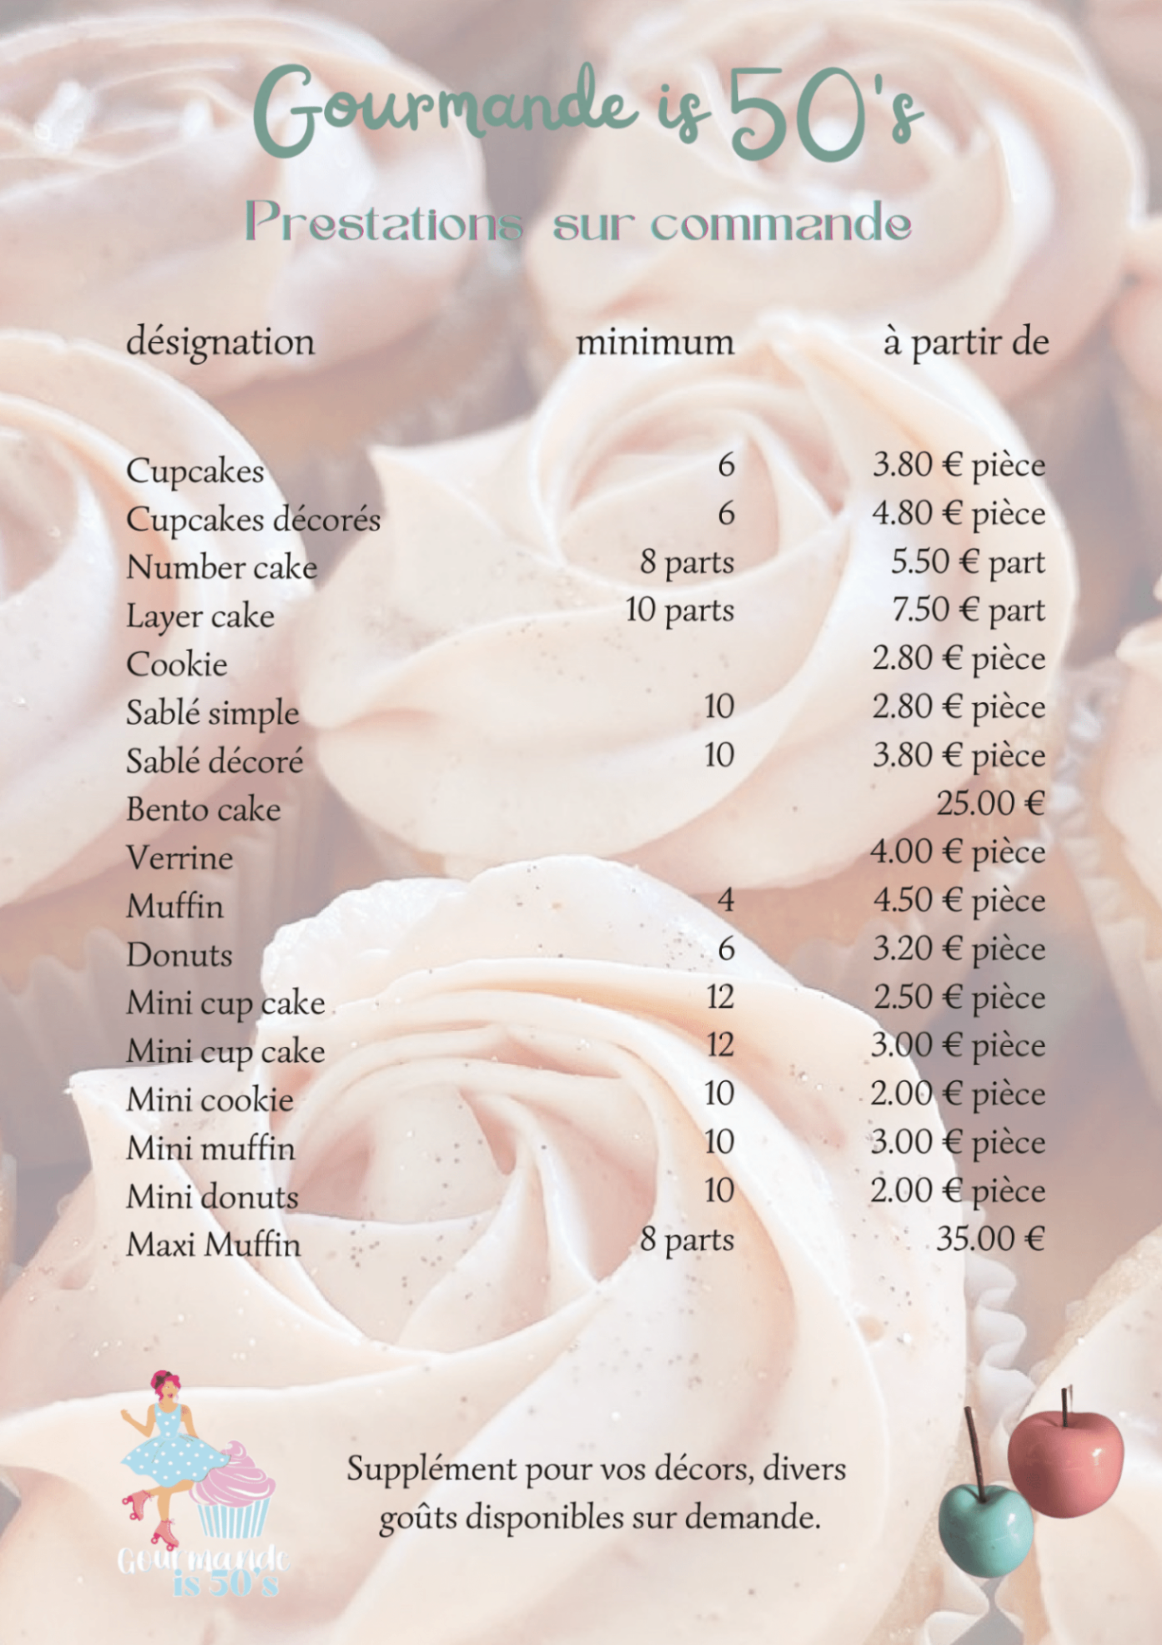 Gourmande is 50's
Prestations sur commande
désignation minimum à partir de
Cupcakes 6 3.80 € pièce
Cupcakes décorés 6 4.80 € pièce
Number cake 8 parts 5.50 € part
Layer cake 10 parts 7.50 € part
Cookie 2.80 € pièce
Sablé simple 10 2.80 € pièce
Sablé décoré 10 3.80 € pièce
Bento cake 25.00 €
Verrine 4.00 € pièce
Muffin 4 4.50 € pièce
Donuts 6 3.20 € pièce
Mini cup cake 12 2.50 € pièce
Mini cup cake 12 3.00 € pièce
Mini cookie 10 2.00 € pièce
Mini muffin 10 3.00 € pièce
Mini donuts 10 2.00 € pièce
Maxi Muffin 8 parts 35.00 €
Supplément pour vos décors, divers
goûts disponibles sur demande.
Gourmande
is 50's